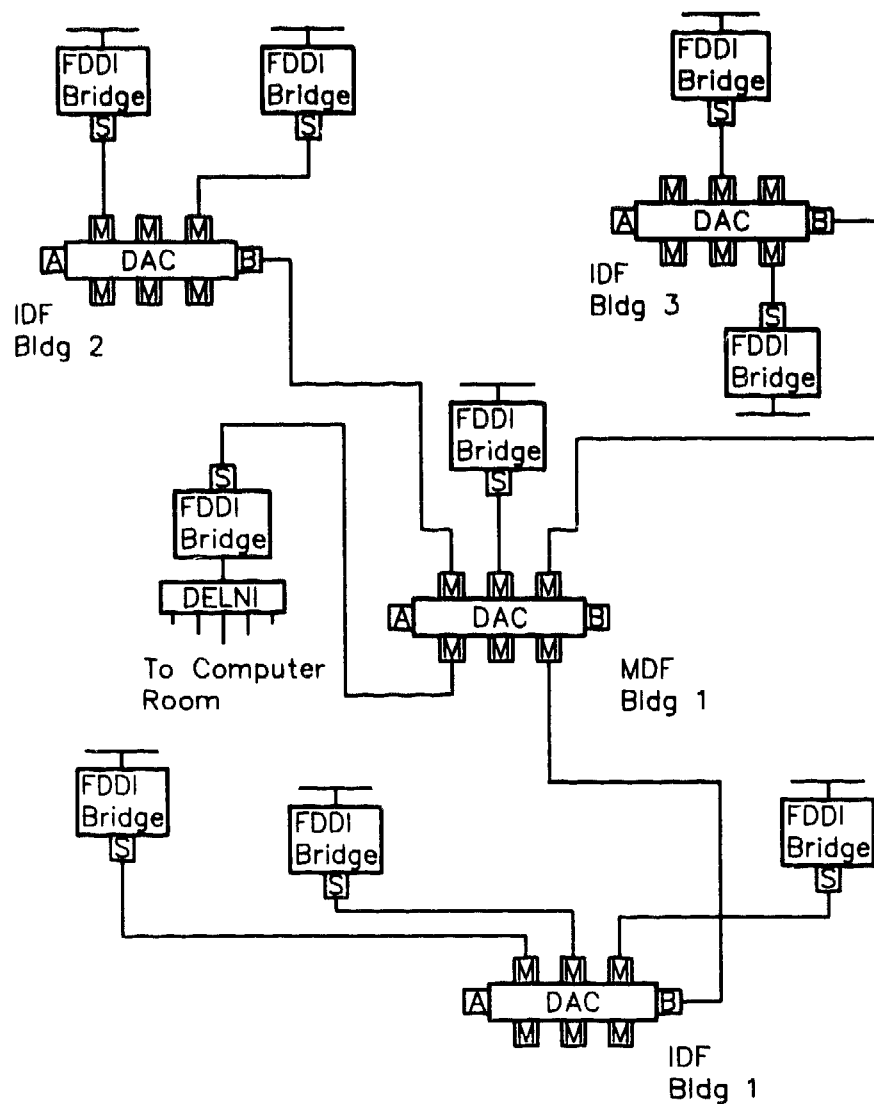 FDDI
Bridge
S
FDDI
Bridge
S
FDDI
Bridge
S
M M M
A DAC B
M M M
IDF
Bldg 2
M M M
A DAC B
M M M
IDF
Bldg 3
S
FDDI
Bridge
FDDI
Bridge
S
S
FDDI
Bridge
DELNI
To Computer
Room
M M M
A DAC B
M M M
MDF
Bldg 1
FDDI
Bridge
S
FDDI
Bridge
S
FDDI
Bridge
S
M M M
A DAC B
M M M
IDF
Bldg 1